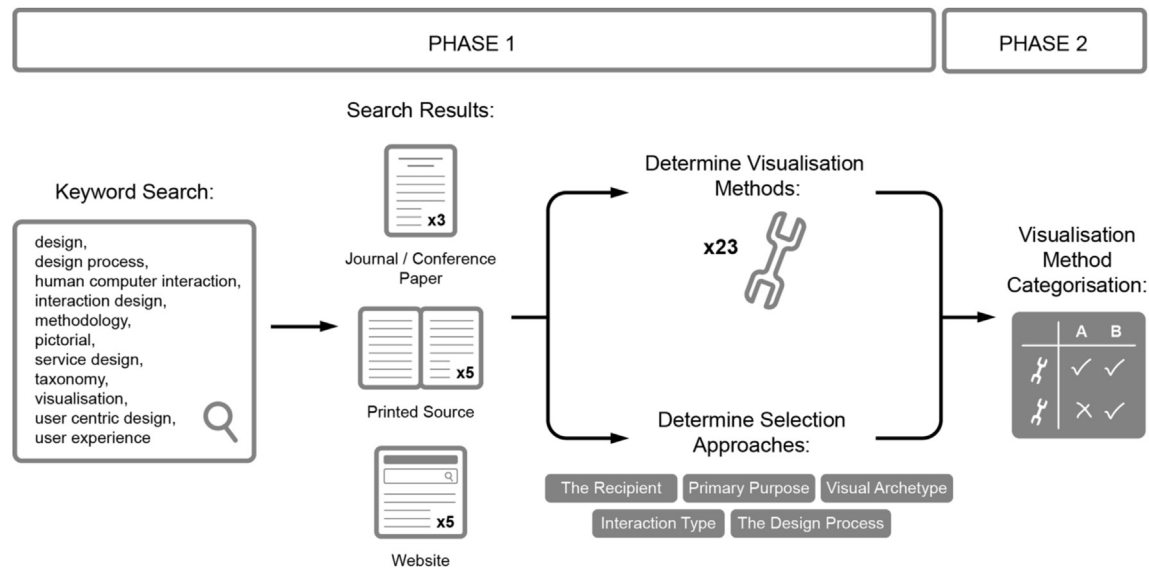 PHASE 1
PHASE 2
Keyword Search:
design,
design process,
human computer interaction,
interaction design,
methodology,
pictorial,
service design,
taxonomy,
visualisation,
user centric design,
user experience
Search Results:
x3
Journal / Conference
Paper
x5
Printed Source
x5
Website
Determine Visualisation
Methods:
x23
Determine Selection
Approaches:
The Recipient
Primary Purpose
Visual Archetype
Interaction Type
The Design Process
Visualisation
Method
Categorisation:
A B